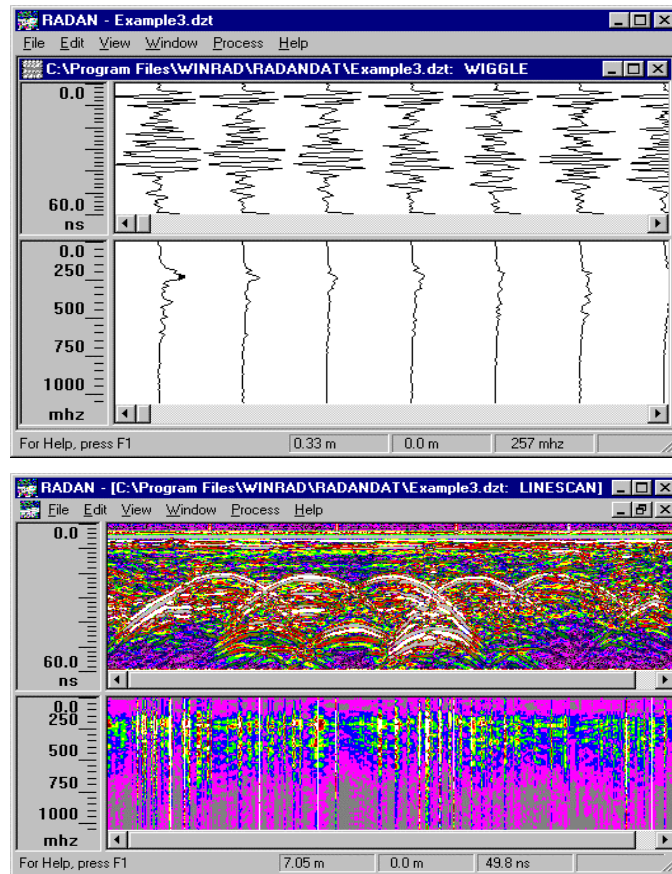 RADAN - Example3.dzt
File Edit View Window Process Help
C:\Program Files\WINRAD\RADANDAT\Example3.dzt: WIGGLE
0.0
60.0
ns
0.0
250
500
750
1000
mhz
For Help, press F1 0.33 m 0.0 m 257 mhz
RADAN - [C:\Program Files\WINRAD\RADANDAT\Example3.dzt: LINESCAN]
File Edit View Window Process Help
0.0
60.0
ns
0.0
250
500
750
1000
mhz
For Help, press F1 7.05 m 0.0 m 49.8 ns